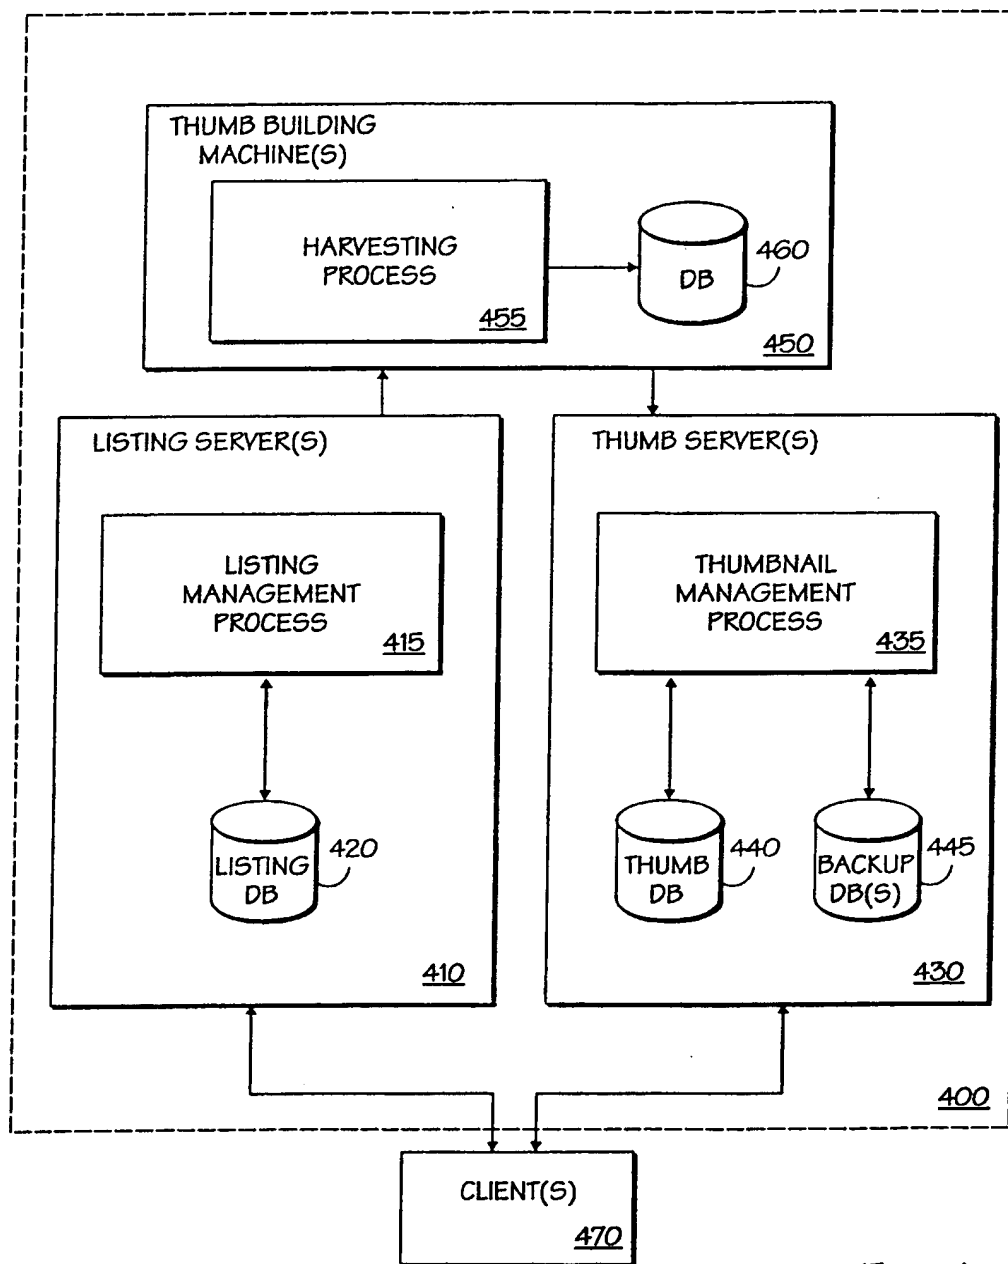 THUMB BUILDING
MACHINE(S)
HARVESTING
PROCESS
455
DB
460
450
LISTING SERVER(S)
LISTING
MANAGEMENT
PROCESS
415
LISTING
DB
420
410
THUMB SERVER(S)
THUMBNAIL
MANAGEMENT
PROCESS
435
THUMB
DB
440
BACKUP
DB(S)
445
430
400
CLIENT(S)
470